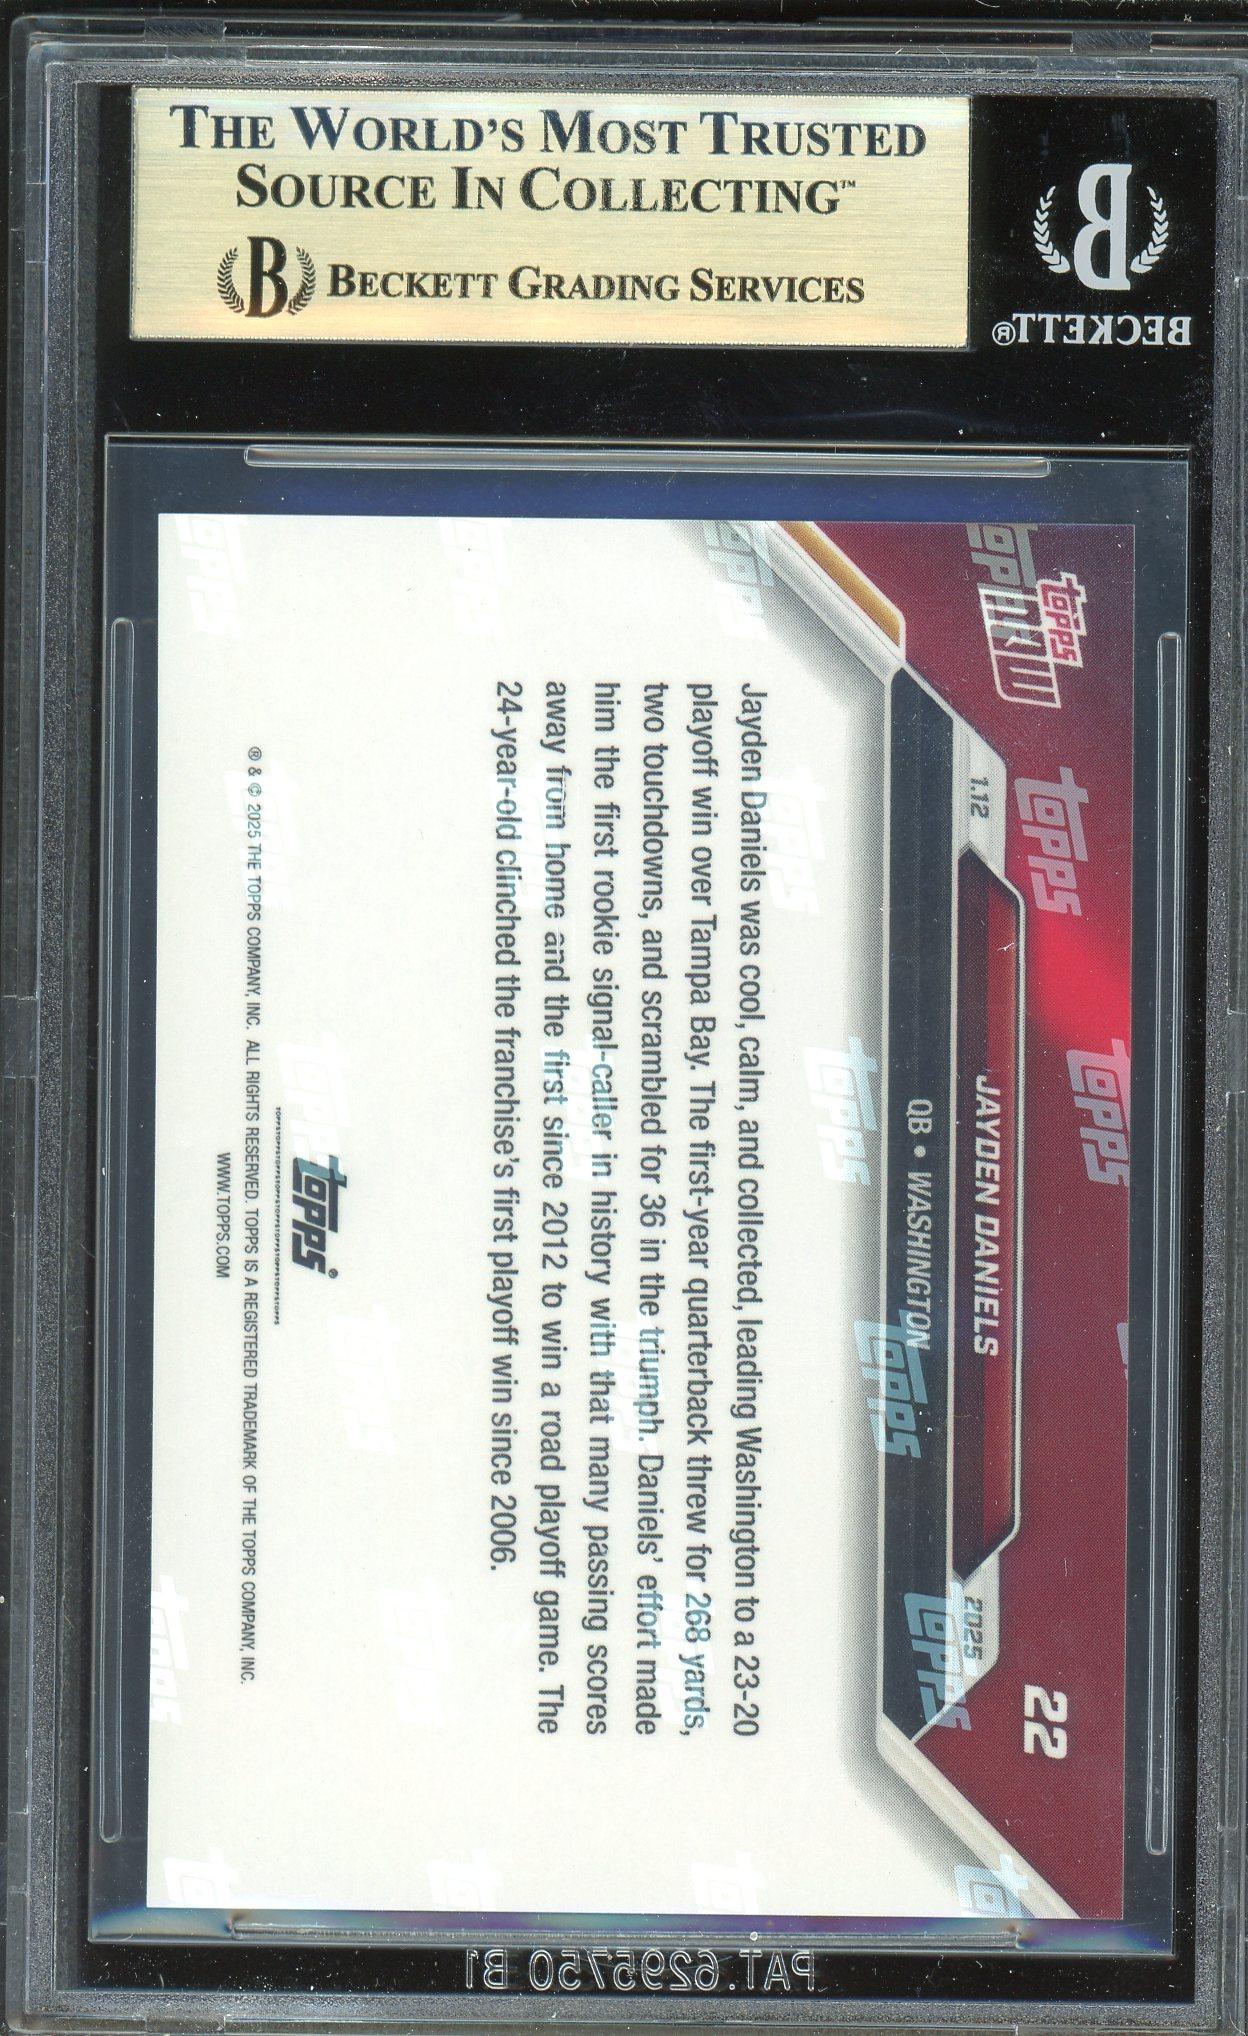 THE WORLD'S MOST TRUSTED
SOURCE IN COLLECTING™
B BECKETT GRADING SERVICES
B
BECKETT®
topps
NOW
1.12
JAYDEN DANIELS
2025
22
QB • WASHINGTON
Jayden Daniels was cool, calm, and collected, leading Washington to a 23-20
playoff win over Tampa Bay. The first-year quarterback threw for 268 yards,
two touchdowns, and scrambled for 36 in the triumph. Daniels' effort made
him the first rookie signal-caller in history with that many passing scores
away from home and the first since 2012 to win a road playoff game. The
24-year-old clinched the franchise's first playoff win since 2006.
topps®
TOPPSTOPPSTOPPSTOPPSTOPPSTOPPSTOPPSTOPPS
® & © 2025 THE TOPPS COMPANY, INC. ALL RIGHTS RESERVED. TOPPS IS A REGISTERED TRADEMARK OF THE TOPPS COMPANY, INC.
WWW.TOPPS.COM
PAT.6295750 B1